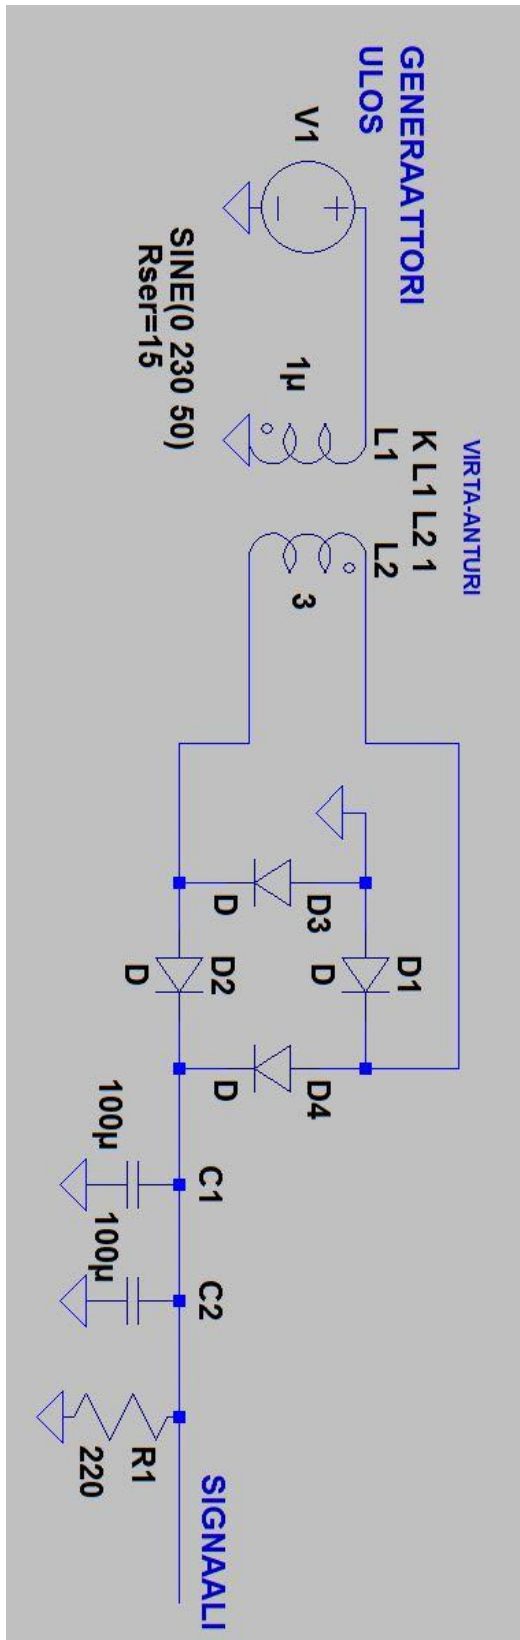 GENERAATTORI
ULOS
V1
SINE(0 230 50)
Rser=15
VIRTA-ANTURI
K L1 L2 1
L1
1µ
L2
3
D3
D
D1
D
D2
D
D4
D
C1
100µ
C2
100µ
R1
220
SIGNAALI